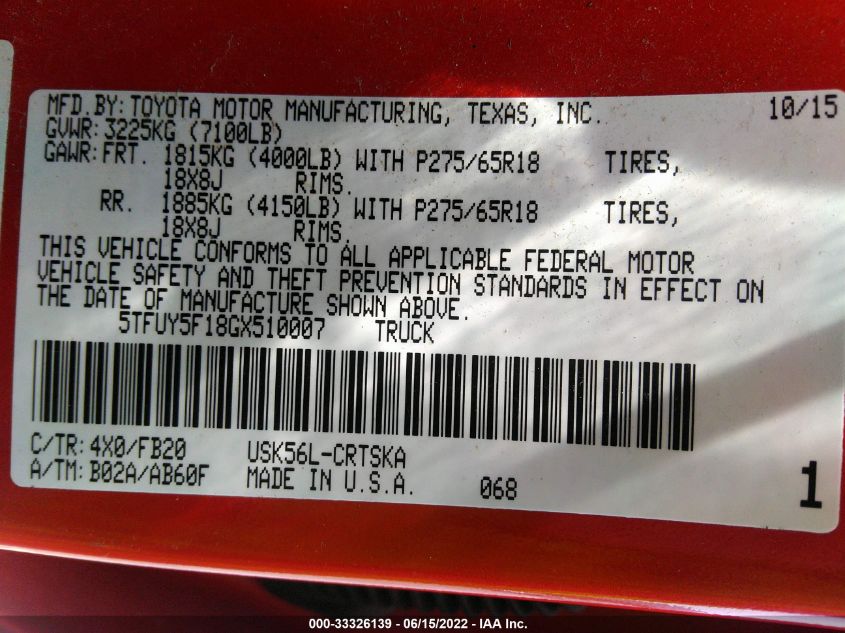 MFD. BY: TOYOTA MOTOR MANUFACTURING, TEXAS, INC. 10/15
GVWR: 3225KG (7100LB)
GAWR: FRT. 1815KG (4000LB) WITH P275/65R18 TIRES,
18X8J RIMS.
RR. 1885KG (4150LB) WITH P275/65R18 TIRES,
18X8J RIMS.
THIS VEHICLE CONFORMS TO ALL APPLICABLE FEDERAL MOTOR
VEHICLE SAFETY AND THEFT PREVENTION STANDARDS IN EFFECT ON
THE DATE OF MANUFACTURE SHOWN ABOVE.
5TFUY5F18GX510007 TRUCK
C/TR: 4X0/FB20 USK56L-CRTSKA
A/TM: B02A/AB60F MADE IN U.S.A. 068 1
000-33326139 - 06/15/2022 - IAA Inc.